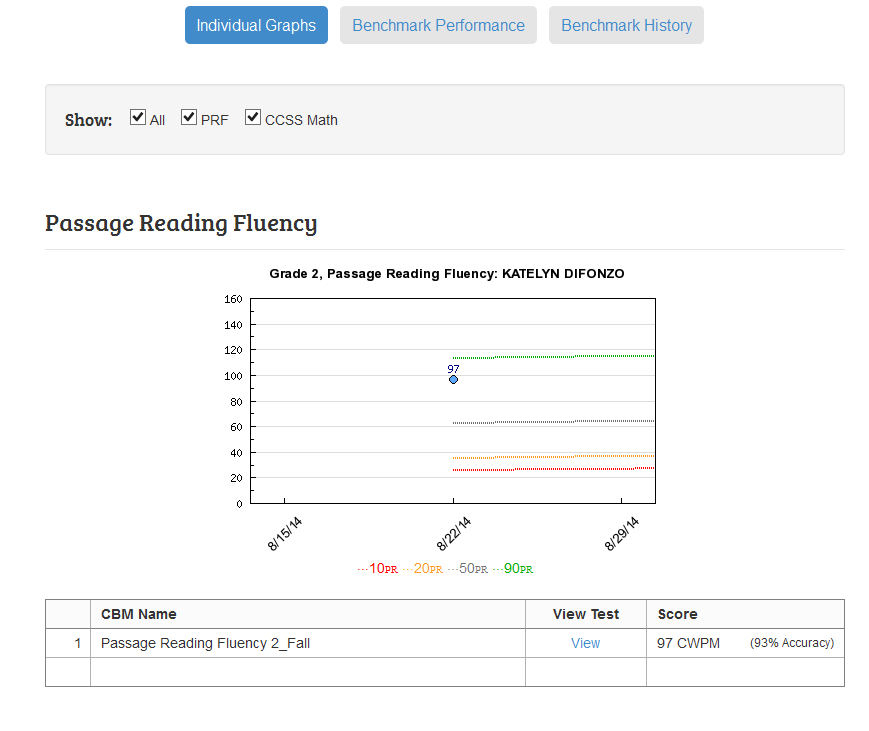 Individual Graphs Benchmark Performance Benchmark History
Show: All PRF CCSS Math
Passage Reading Fluency
Grade 2, Passage Reading Fluency: KATELYN DIFONZO
160
140
120
100
80
60
40
20
0
97
8/15/14 8/22/14 8/29/14
···10PR ···20PR ···50PR ···90PR
CBM Name View Test Score
1 Passage Reading Fluency 2_Fall View 97 CWPM (93% Accuracy)